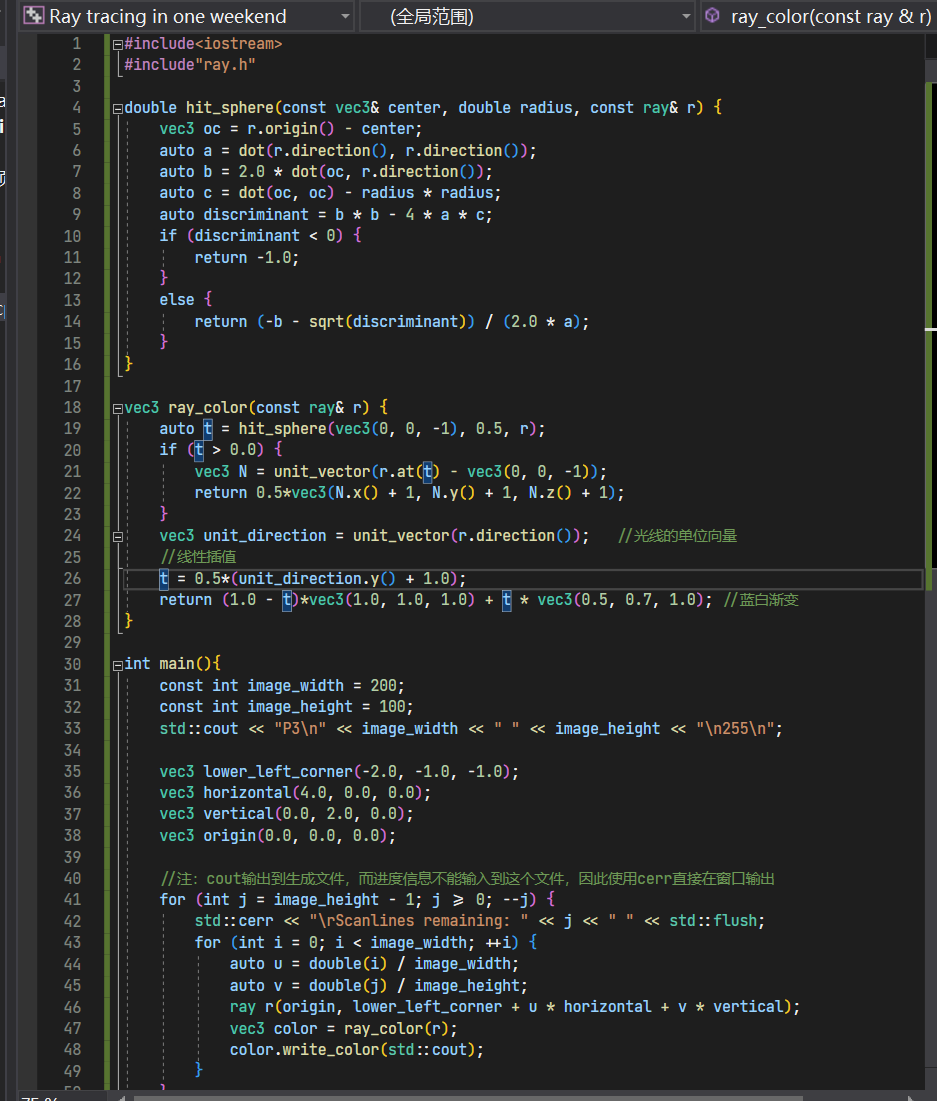 Ray tracing in one weekend (全局范围) ray_color(const ray & r)
1 #include<iostream>
2 #include"ray.h"
3
4 double hit_sphere(const vec3& center, double radius, const ray& r) {
5 vec3 oc = r.origin() - center;
6 auto a = dot(r.direction(), r.direction());
7 auto b = 2.0 * dot(oc, r.direction());
8 auto c = dot(oc, oc) - radius * radius;
9 auto discriminant = b * b - 4 * a * c;
10 if (discriminant < 0) {
11 return -1.0;
12 }
13 else {
14 return (-b - sqrt(discriminant)) / (2.0 * a);
15 }
16 }
17
18 vec3 ray_color(const ray& r) {
19 auto t = hit_sphere(vec3(0, 0, -1), 0.5, r);
20 if (t > 0.0) {
21 vec3 N = unit_vector(r.at(t) - vec3(0, 0, -1));
22 return 0.5*vec3(N.x() + 1, N.y() + 1, N.z() + 1);
23 }
24 vec3 unit_direction = unit_vector(r.direction()); //光线的单位向量
25 //线性插值
26 t = 0.5*(unit_direction.y() + 1.0);
27 return (1.0 - t)*vec3(1.0, 1.0, 1.0) + t * vec3(0.5, 0.7, 1.0); //蓝白渐变
28 }
29
30 int main(){
31 const int image_width = 200;
32 const int image_height = 100;
33 std::cout << "P3\n" << image_width << " " << image_height << "\n255\n";
34
35 vec3 lower_left_corner(-2.0, -1.0, -1.0);
36 vec3 horizontal(4.0, 0.0, 0.0);
37 vec3 vertical(0.0, 2.0, 0.0);
38 vec3 origin(0.0, 0.0, 0.0);
39
40 //注：cout输出到生成文件，而进度信息不能输入到这个文件，因此使用cerr直接在窗口输出
41 for (int j = image_height - 1; j >= 0; --j) {
42 std::cerr << "\rScanlines remaining: " << j << " " << std::flush;
43 for (int i = 0; i < image_width; ++i) {
44 auto u = double(i) / image_width;
45 auto v = double(j) / image_height;
46 ray r(origin, lower_left_corner + u * horizontal + v * vertical);
47 vec3 color = ray_color(r);
48 color.write_color(std::cout);
49 }